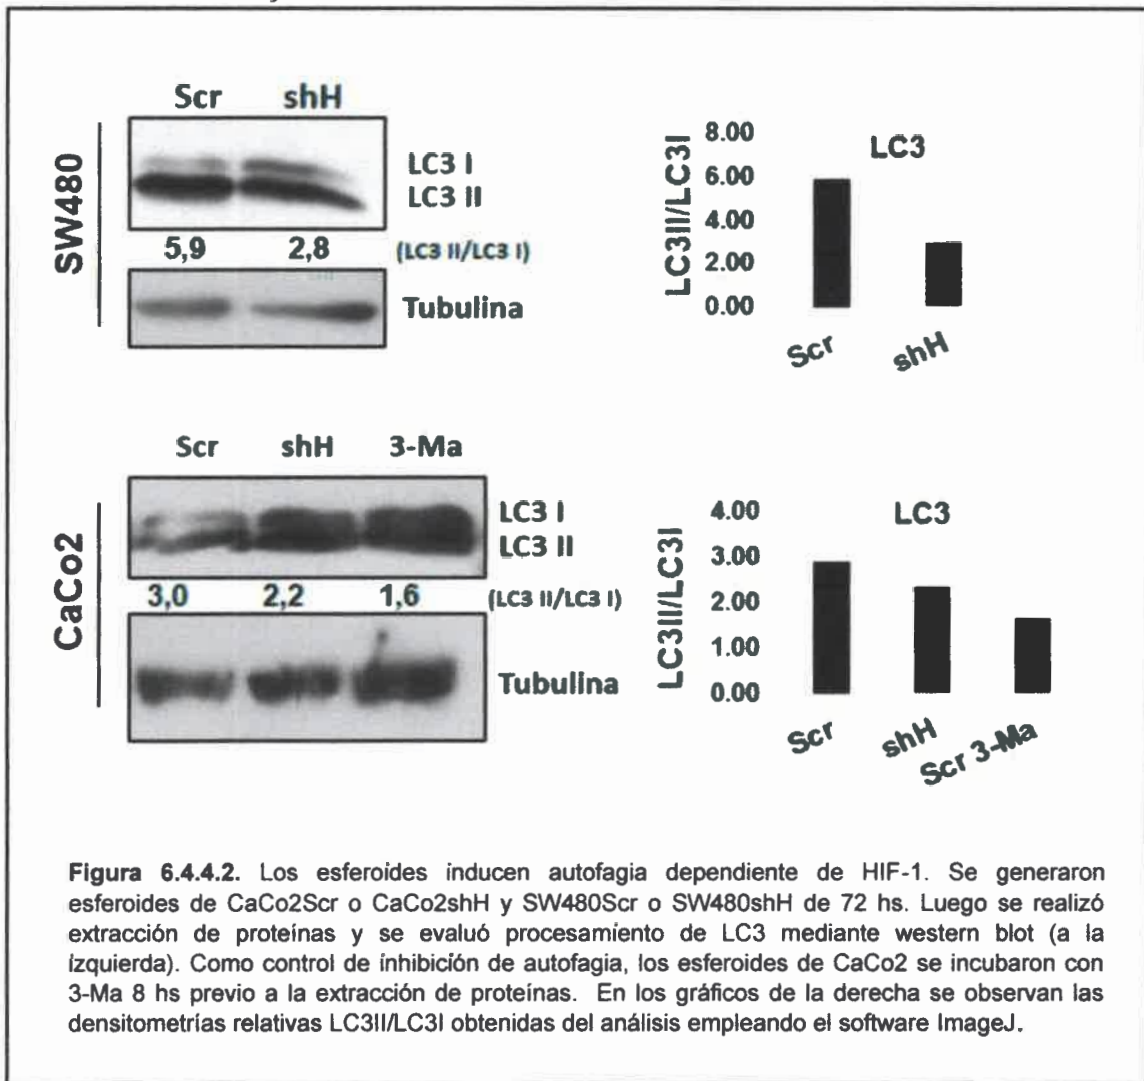 Scr shH
SW480
LC3 I
LC3 II
5,9 2,8 (LC3 II/LC3 I)
Tubulina
LC3
LC3II/LC3I
8.00
6.00
4.00
2.00
0.00
Scr shH
Scr shH 3-Ma
CaCo2
LC3 I
LC3 II
3,0 2,2 1,6 (LC3 II/LC3 I)
Tubulina
LC3
LC3II/LC3I
4.00
3.00
2.00
1.00
0.00
Scr shH Scr 3-Ma
Figura 6.4.4.2. Los esferoides inducen autofagia dependiente de HIF-1. Se generaron
esferoides de CaCo2Scr o CaCo2shH y SW480Scr o SW480shH de 72 hs. Luego se realizó
extracción de proteínas y se evaluó procesamiento de LC3 mediante western blot (a la
izquierda). Como control de inhibición de autofagia, los esferoides de CaCo2 se incubaron con
3-Ma 8 hs previo a la extracción de proteínas. En los gráficos de la derecha se observan las
densitometrías relativas LC3II/LC3I obtenidas del análisis empleando el software ImageJ.